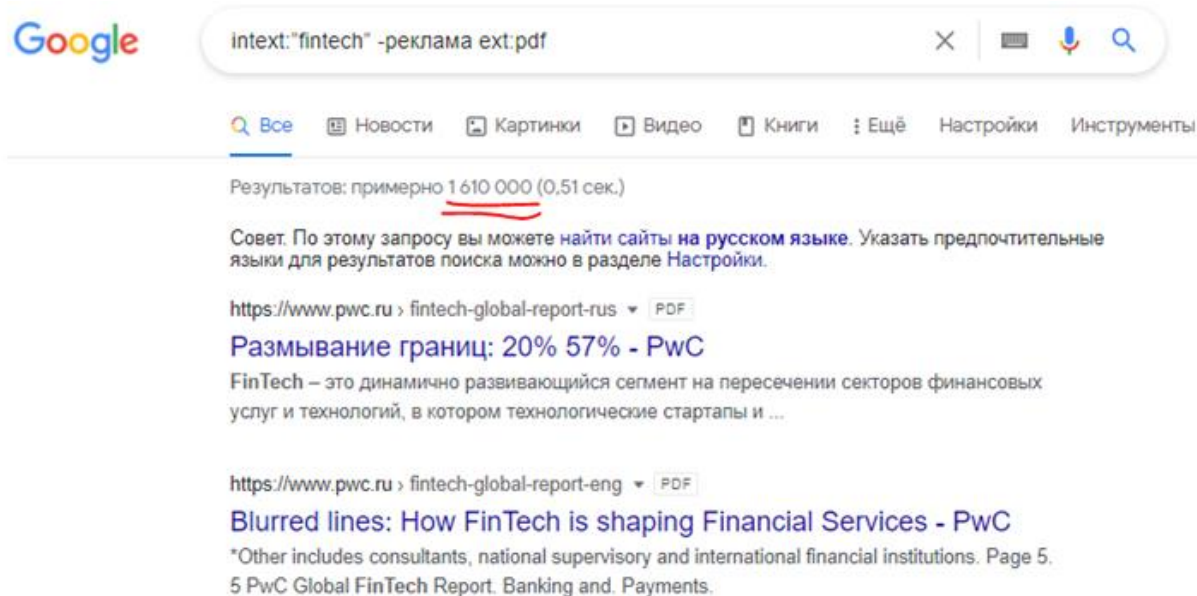 Google
intext:"fintech" -реклама ext:pdf
Все Новости Картинки Видео Книги Ещё Настройки Инструменты
Результатов: примерно 1 610 000 (0,51 сек.)
Совет. По этому запросу вы можете найти сайты на русском языке. Указать предпочтительные
языки для результатов поиска можно в разделе Настройки.
https://www.pwc.ru › fintech-global-report-rus PDF
Размывание границ: 20% 57% - PwC
FinTech – это динамично развивающийся сегмент на пересечении секторов финансовых
услуг и технологий, в котором технологические стартапы и ...
https://www.pwc.ru › fintech-global-report-eng PDF
Blurred lines: How FinTech is shaping Financial Services - PwC
*Other includes consultants, national supervisory and international financial institutions. Page 5.
5 PwC Global FinTech Report. Banking and. Payments.